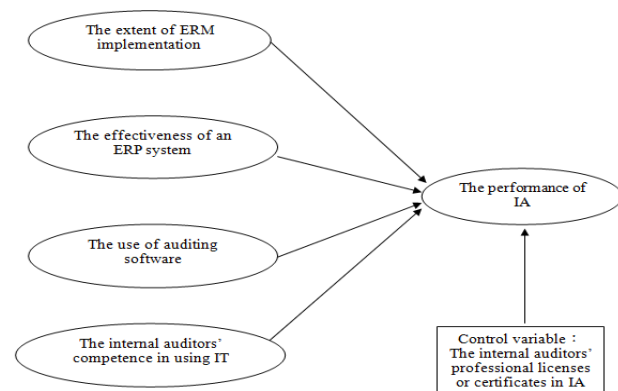 The extent of ERM
implementation
The effectiveness of an
ERP system
The performance of
IA
The use of auditing
software
The internal auditors’
competence in using IT
Control variable：
The internal auditors’
professional licenses
or certificates in IA